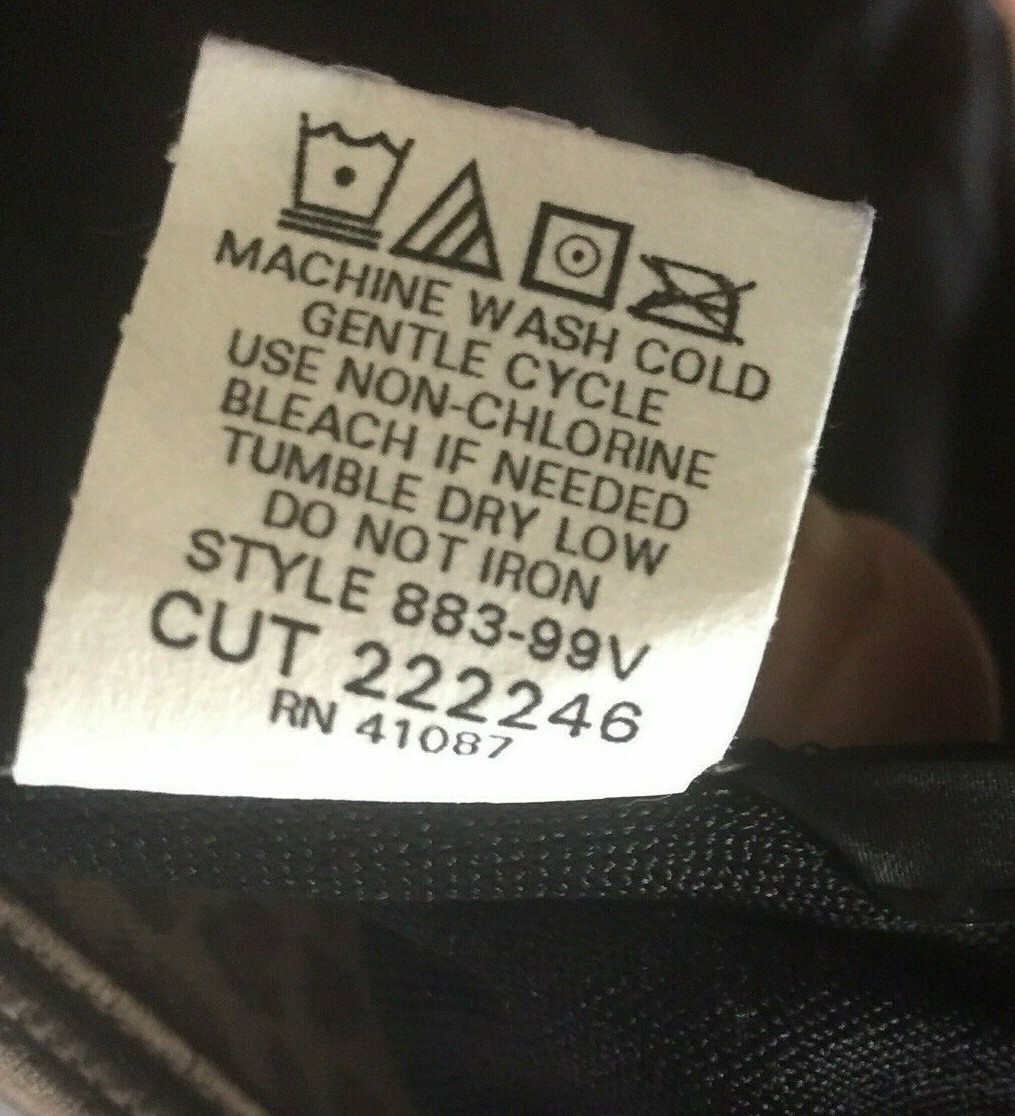 MACHINE WASH COLD
GENTLE CYCLE
USE NON-CHLORINE
BLEACH IF NEEDED
TUMBLE DRY LOW
DO NOT IRON
STYLE 883-99V
CUT 222246
RN 41087